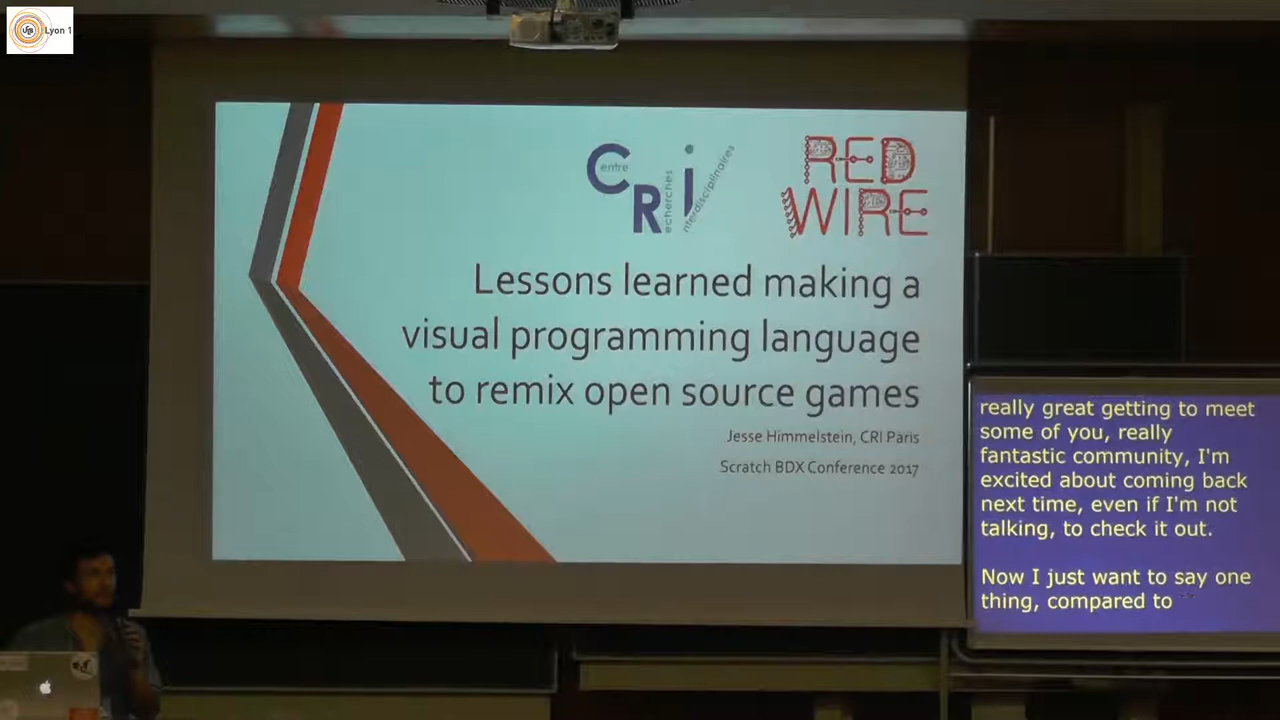 Lyon 1
Centre
Recherches
interdisciplinaires
RED
WIRE
Lessons learned making a
visual programming language
to remix open source games
Jesse Himmelstein, CRI Paris
Scratch BDX Conference 2017
really great getting to meet
some of you, really
fantastic community, I'm
excited about coming back
next time, even if I'm not
talking, to check it out.
Now I just want to say one
thing, compared to